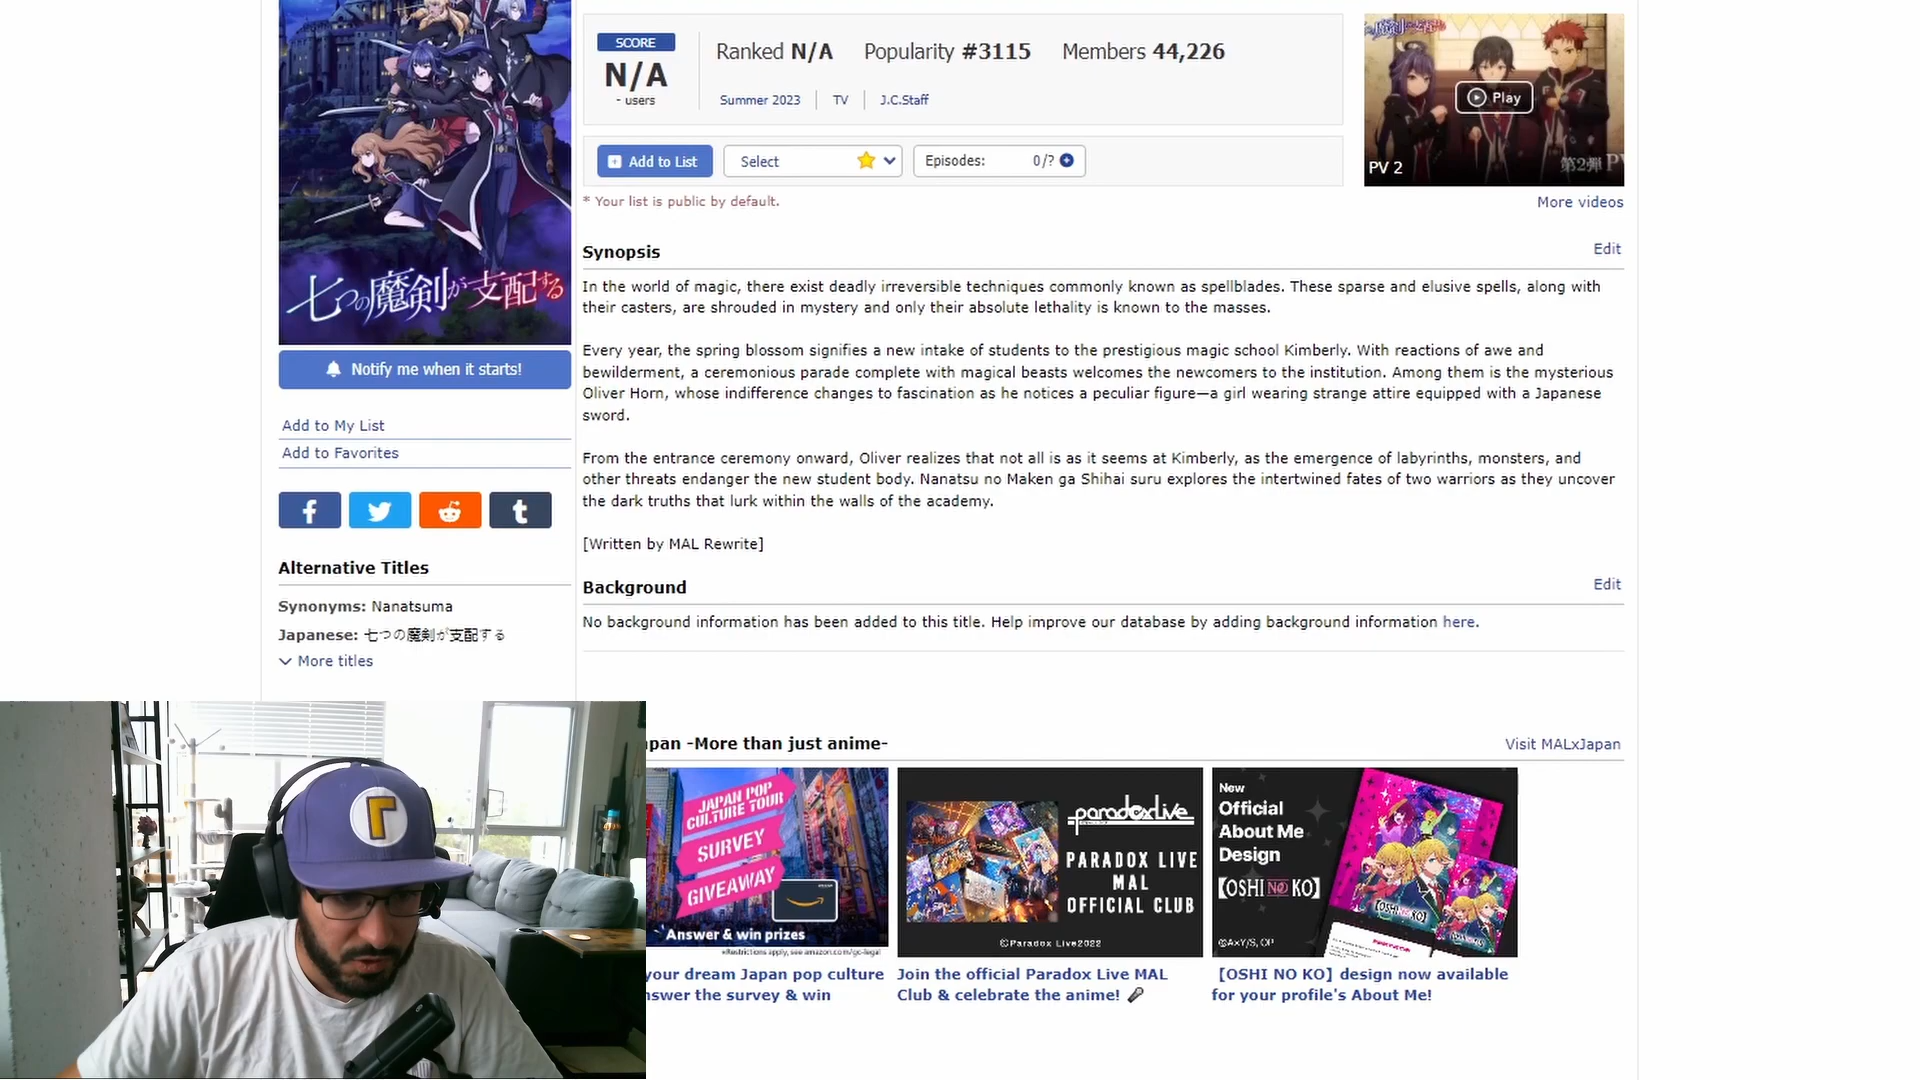 SCORE
N/A
- users
Ranked N/A
Popularity #3115
Members 44,226
Summer 2023
TV
J.C.Staff
Play
PV 2
第2弾
Add to List
Select
Episodes: 0/?
* Your list is public by default.
More videos
七つの魔剣が支配する
Notify me when it starts!
Add to My List
Add to Favorites
Alternative Titles
Synonyms: Nanatsuma
Japanese: 七つの魔剣が支配する
More titles
Synopsis
Edit
In the world of magic, there exist deadly irreversible techniques commonly known as spellblades. These sparse and elusive spells, along with
their casters, are shrouded in mystery and only their absolute lethality is known to the masses.
Every year, the spring blossom signifies a new intake of students to the prestigious magic school Kimberly. With reactions of awe and
bewilderment, a ceremonious parade complete with magical beasts welcomes the newcomers to the institution. Among them is the mysterious
Oliver Horn, whose indifference changes to fascination as he notices a peculiar figure—a girl wearing strange attire equipped with a Japanese
sword.
From the entrance ceremony onward, Oliver realizes that not all is as it seems at Kimberly, as the emergence of labyrinths, monsters, and
other threats endanger the new student body. Nanatsu no Maken ga Shihai suru explores the intertwined fates of two warriors as they uncover
the dark truths that lurk within the walls of the academy.
[Written by MAL Rewrite]
Background
Edit
No background information has been added to this title. Help improve our database by adding background information here.
apan -More than just anime-
Visit MALxJapan
JAPAN POP
CULTURE TOUR
SURVEY
GIVEAWAY
Answer & win prizes
*Restrictions apply, see amazon.com/gc-legal
paradoxlive
PARADOX LIVE
MAL
OFFICIAL CLUB
©Paradox Live2022
New
Official
About Me
Design
【OSHI NO KO】
©AxY/S, OP
your dream Japan pop culture
nswer the survey & win
Join the official Paradox Live MAL
Club & celebrate the anime! 🎤
【OSHI NO KO】design now available
for your profile's About Me!